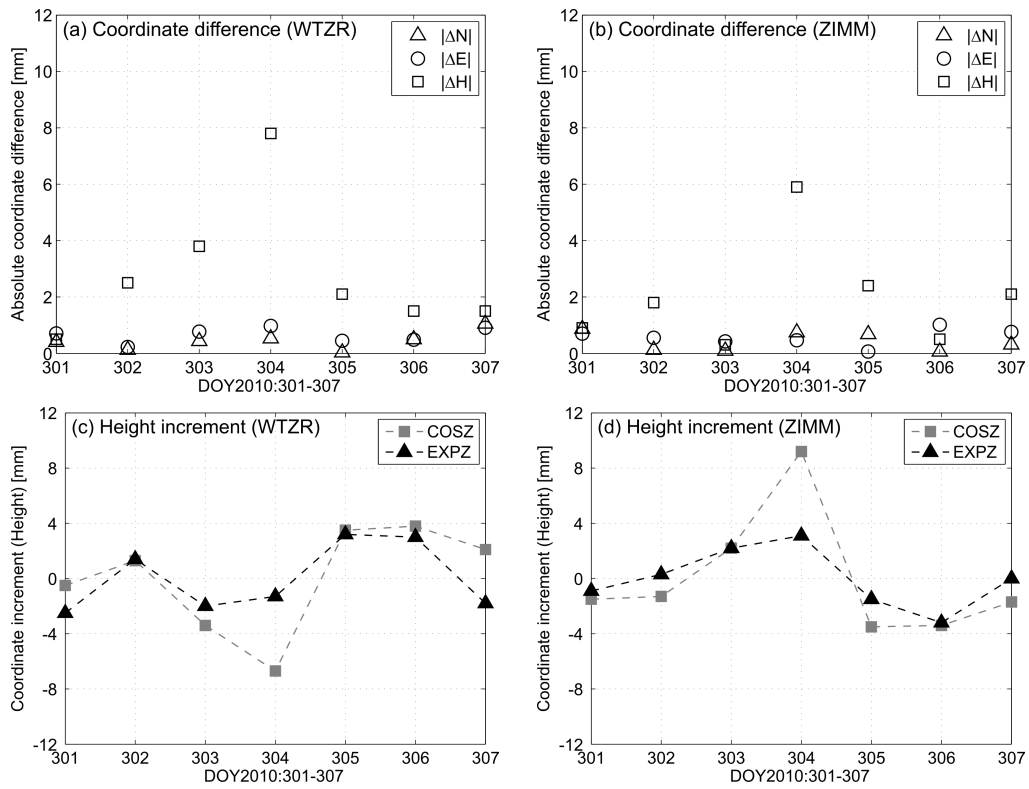 (a) Coordinate difference (WTZR)
|ΔN|
|ΔE|
|ΔH|
Absolute coordinate difference [mm]
12
10
8
6
4
2
0
301 302 303 304 305 306 307
DOY2010:301-307
(b) Coordinate difference (ZIMM)
|ΔN|
|ΔE|
|ΔH|
Absolute coordinate difference [mm]
12
10
8
6
4
2
0
301 302 303 304 305 306 307
DOY2010:301-307
(c) Height increment (WTZR)
COSZ
EXPZ
Coordinate increment (Height) [mm]
12
8
4
0
-4
-8
-12
301 302 303 304 305 306 307
DOY2010:301-307
(d) Height increment (ZIMM)
COSZ
EXPZ
Coordinate increment (Height) [mm]
12
8
4
0
-4
-8
-12
301 302 303 304 305 306 307
DOY2010:301-307